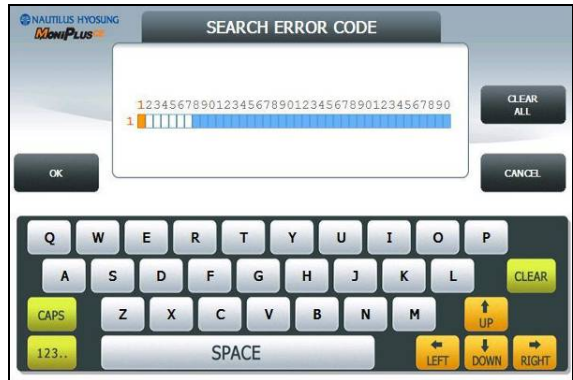 NAUTILUS HYOSUNG
MoniPlus
SEARCH ERROR CODE
1234567890123456789012345678901234567890
1
CLEAR
ALL
OK
CANCEL
Q W E R T Y U I O P
A S D F G H J K L CLEAR
CAPS Z X C V B N M UP
123.. SPACE LEFT DOWN RIGHT